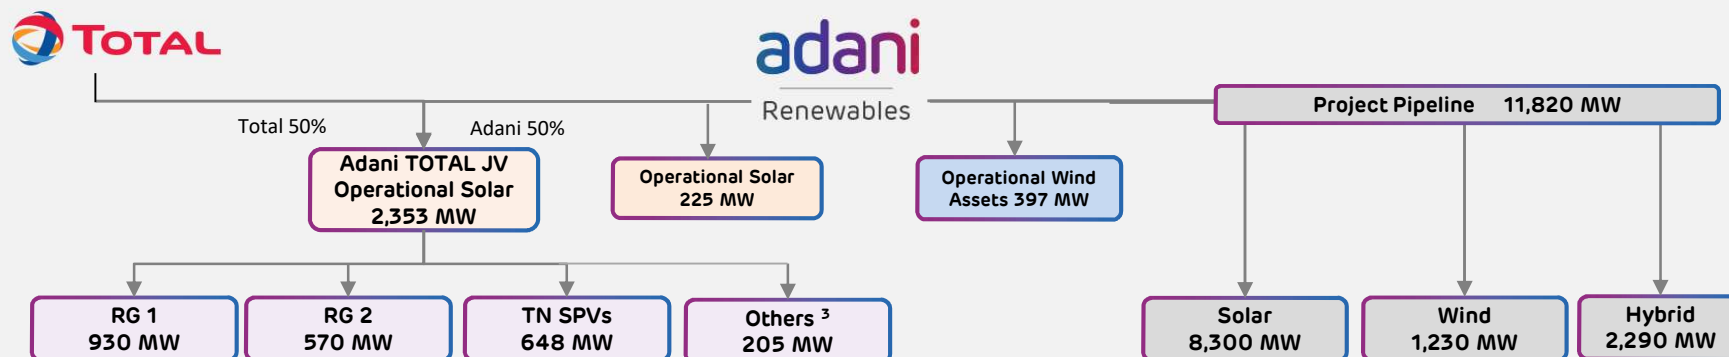 TOTAL
adani
Renewables
Project Pipeline 11,820 MW
Total 50%
Adani 50%
Adani TOTAL JV
Operational Solar
2,353 MW
Operational Solar
225 MW
Operational Wind
Assets 397 MW
RG 1
930 MW
RG 2
570 MW
TN SPVs
648 MW
Others 3
205 MW
Solar
8,300 MW
Wind
1,230 MW
Hybrid
2,290 MW